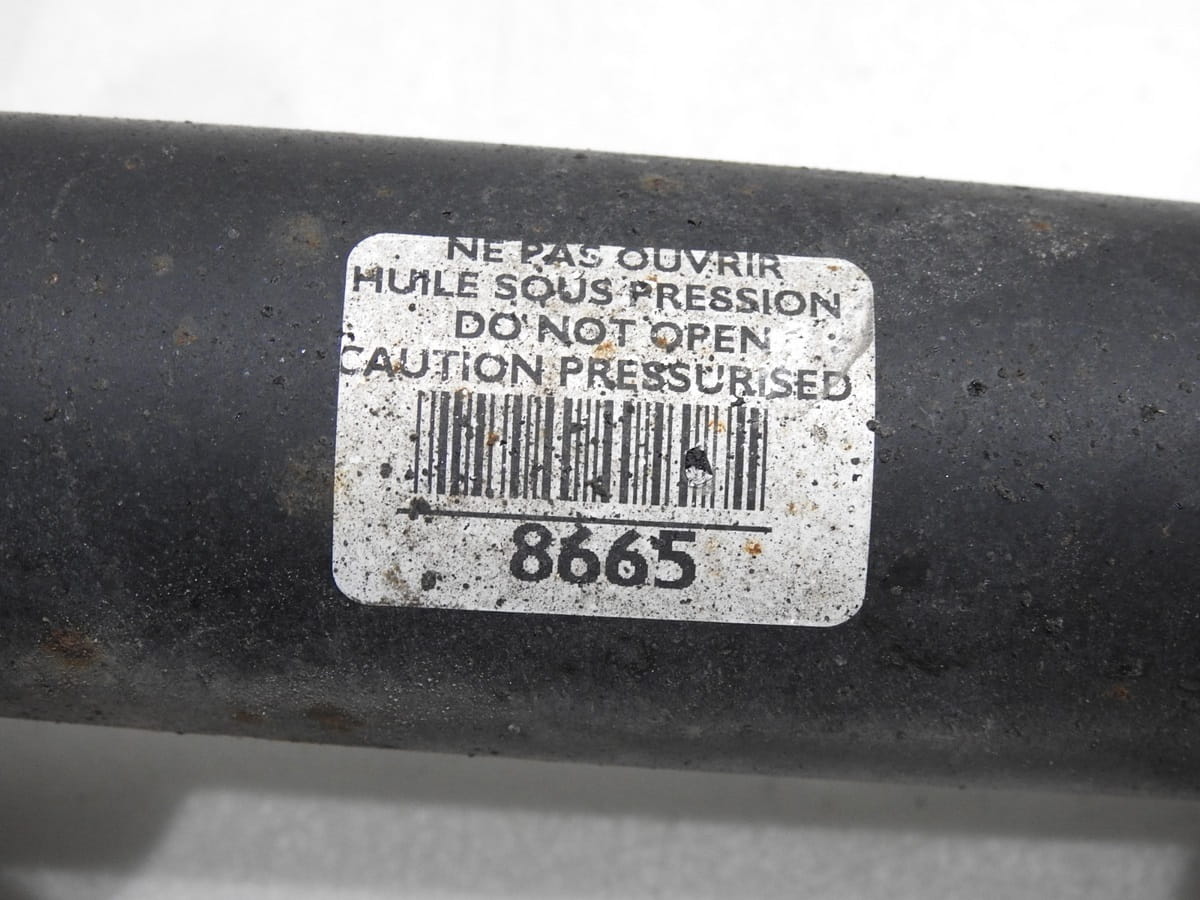 NE PAS OUVRIR
HUILE SOUS PRESSION
DO NOT OPEN
CAUTION PRESSURISED
8665